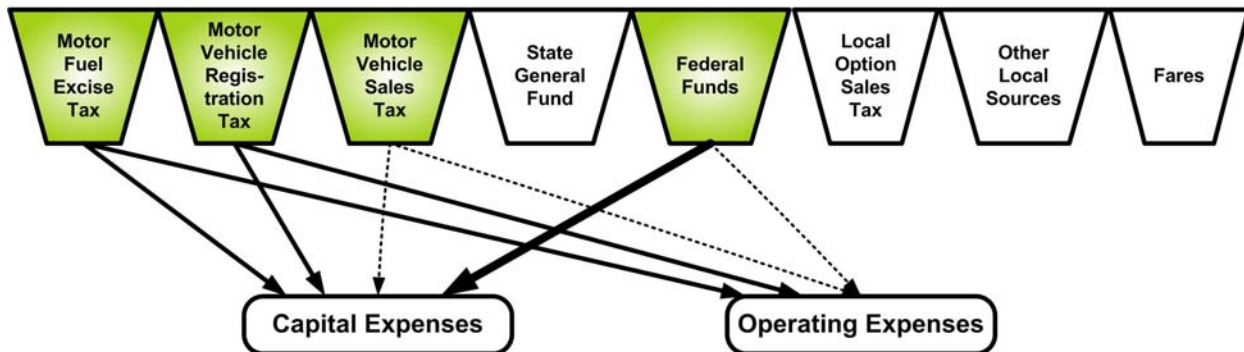 Motor
Fuel
Excise
Tax
Motor
Vehicle
Regis-
tration
Tax
Motor
Vehicle
Sales
Tax
State
General
Fund
Federal
Funds
Local
Option
Sales
Tax
Other
Local
Sources
Fares
Capital Expenses
Operating Expenses